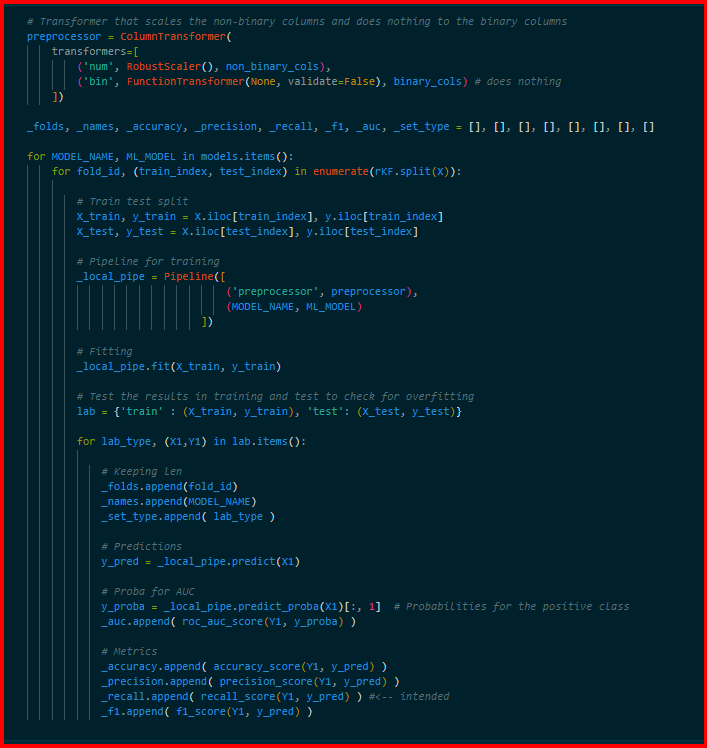 # Transformer that scales the non-binary columns and does nothing to the binary columns
preprocessor = ColumnTransformer(
    transformers=[
        ('num', RobustScaler(), non_binary_cols),
        ('bin', FunctionTransformer(None, validate=False), binary_cols) # does nothing
    ])
_folds, _names, _accuracy, _precision, _recall, _f1, _auc, _set_type = [], [], [], [], [], [], [], []
for MODEL_NAME, ML_MODEL in models.items():
    for fold_id, (train_index, test_index) in enumerate(rKF.split(X)):
        # Train test split
        X_train, y_train = X.iloc[train_index], y.iloc[train_index]
        X_test, y_test = X.iloc[test_index], y.iloc[test_index]
        # Pipeline for training
        _local_pipe = Pipeline([
                                ('preprocessor', preprocessor),
                                (MODEL_NAME, ML_MODEL)
                            ])
        # Fitting
        _local_pipe.fit(X_train, y_train)
        # Test the results in training and test to check for overfitting
        lab = {'train' : (X_train, y_train), 'test': (X_test, y_test)}
        for lab_type, (X1,Y1) in lab.items():
            # Keeping len
            _folds.append(fold_id)
            _names.append(MODEL_NAME)
            _set_type.append( lab_type )
            # Predictions
            y_pred = _local_pipe.predict(X1)
            # Proba for AUC
            y_proba = _local_pipe.predict_proba(X1)[:, 1]  # Probabilities for the positive class
            _auc.append( roc_auc_score(Y1, y_proba) )
            # Metrics
            _accuracy.append( accuracy_score(Y1, y_pred) )
            _precision.append( precision_score(Y1, y_pred) )
            _recall.append( recall_score(Y1, y_pred) ) #<-- intended
            _f1.append( f1_score(Y1, y_pred) )